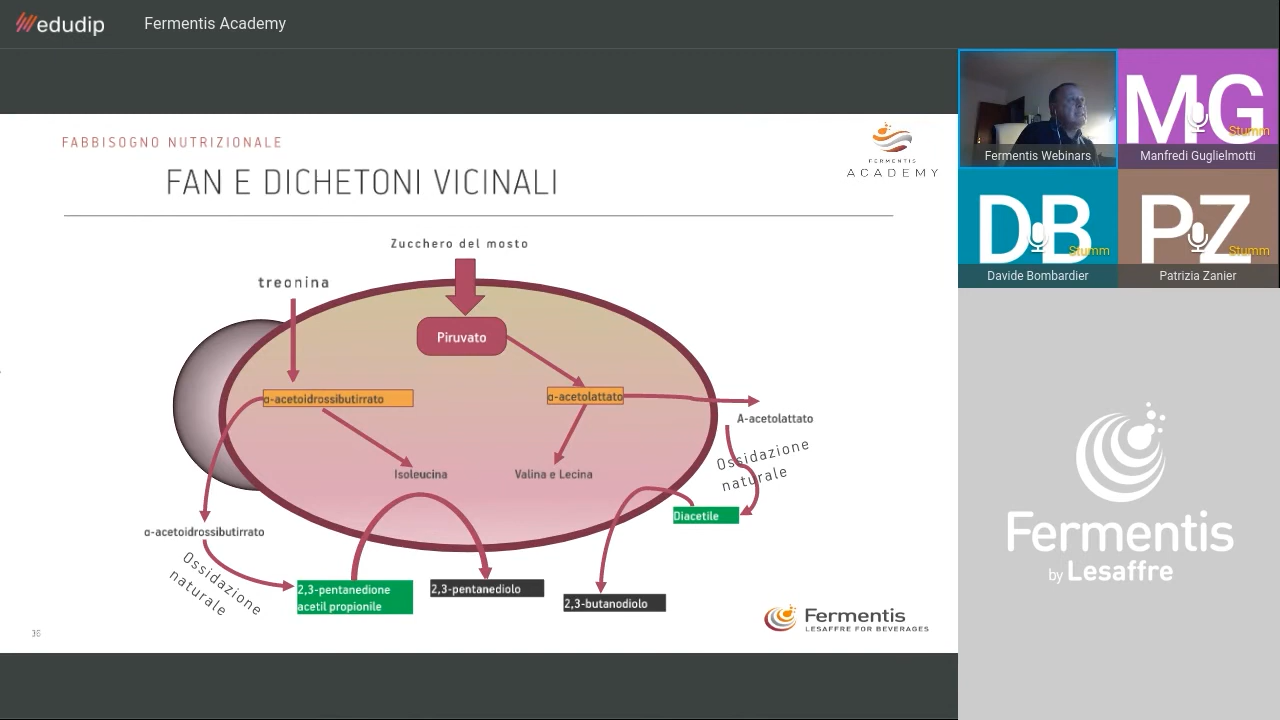 edudip
Fermentis Academy
FABBISOGNO NUTRIZIONALE
FAN E DICHETONI VICINALI
FERMENTIS
ACADEMY
Zucchero del mosto
treonina
Piruvato
α-acetoidrossibutirrato
α-acetolattato
A-acetolattato
Ossidazione
naturale
Isoleucina
Valina e Lecina
Diacetile
α-acetoidrossibutirrato
Ossidazione
naturale
2,3-pentanedione
acetil propionile
2,3-pentanediolo
2,3-butanodiolo
36
Fermentis
LESAFFRE FOR BEVERAGES
Fermentis Webinars
MG
Stumm
Manfredi Guglielmotti
DB
Stumm
Davide Bombardier
PZ
Stumm
Patrizia Zanier
Fermentis
by Lesaffre